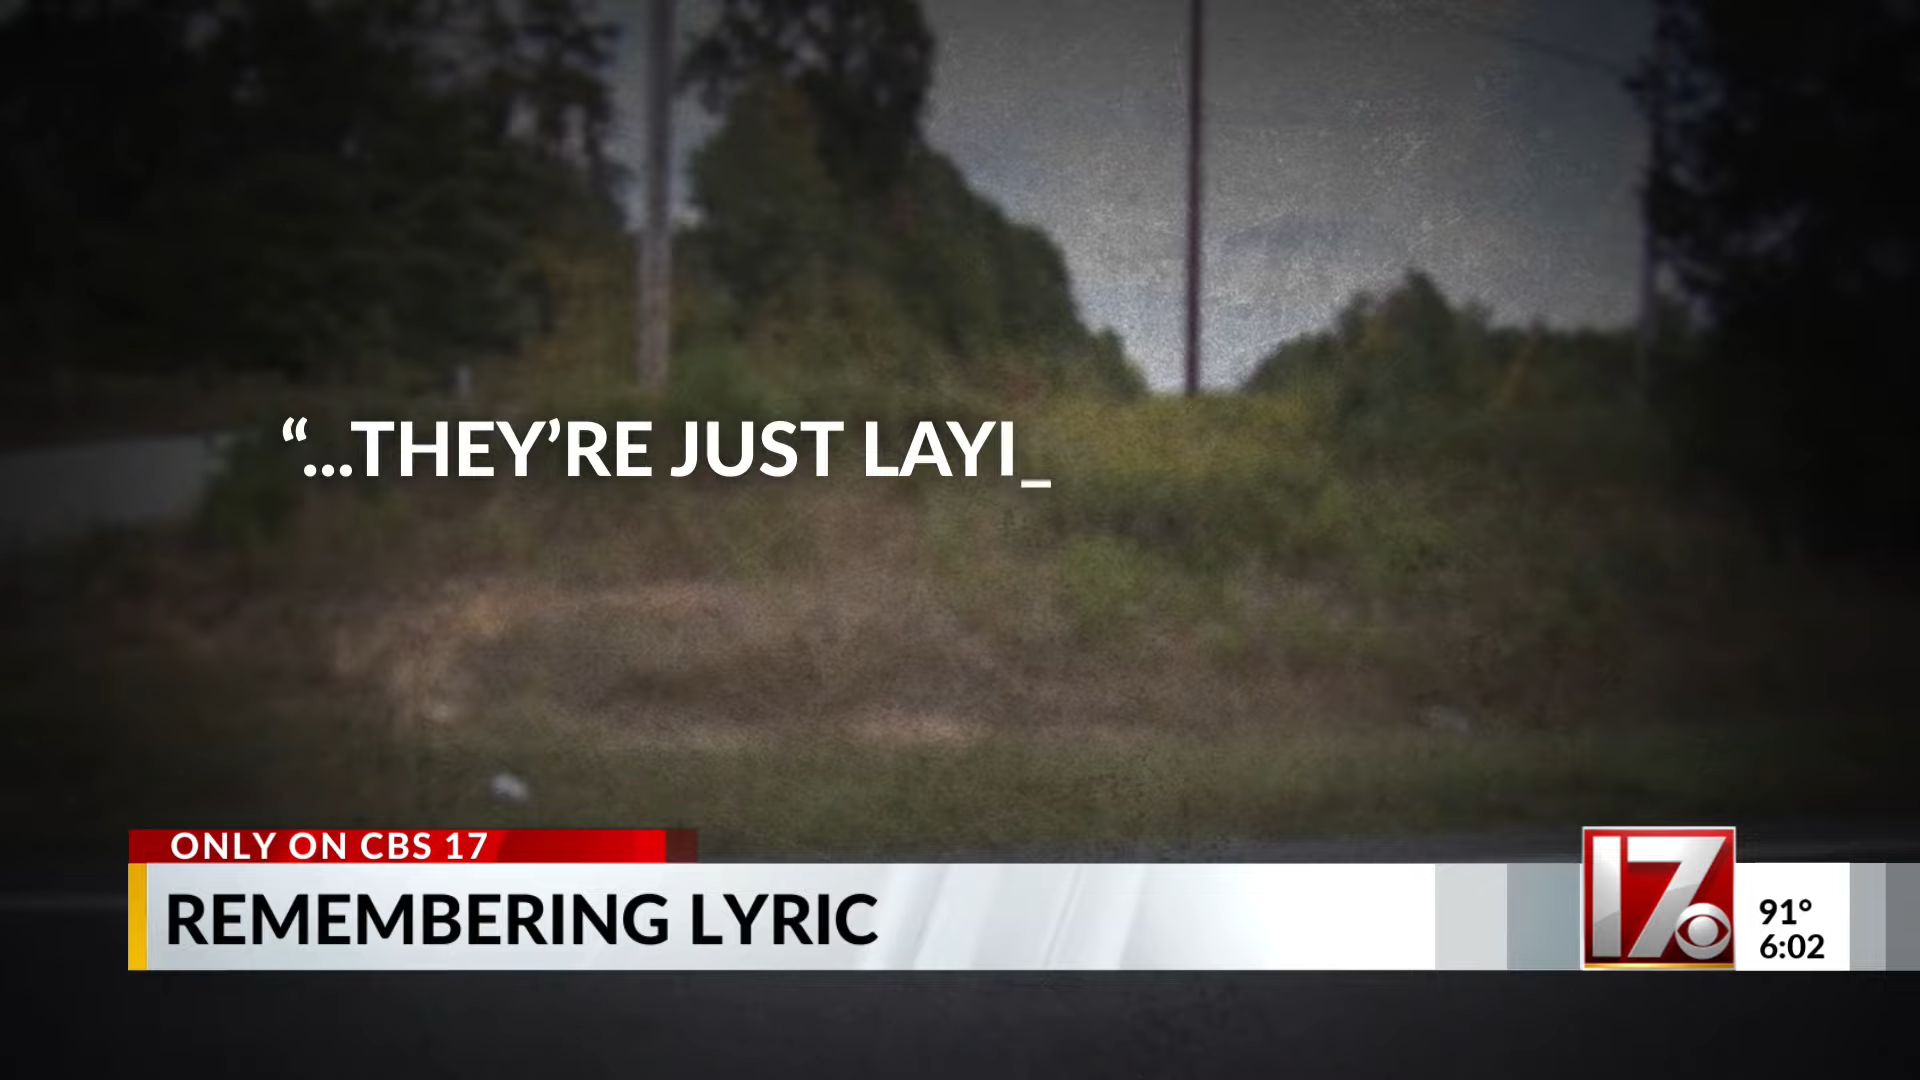 “...THEY’RE JUST LAYI_
ONLY ON CBS 17
REMEMBERING LYRIC
17
91°
6:02